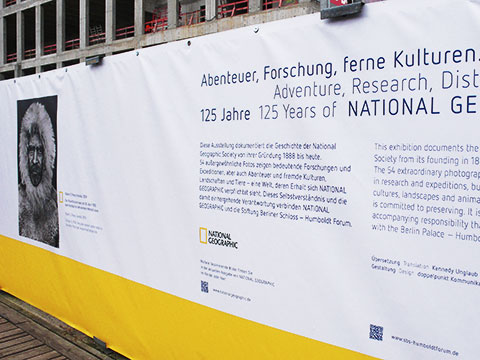 Abenteuer, Forschung, ferne Kulturen.
Adventure, Research, Dist
125 Jahre 125 Years of NATIONAL GE
Diese Ausstellung dokumentiert die Geschichte der National
Geographic Society von ihrer Gründung 1888 bis heute.
54 außergewöhnliche Fotos zeigen bedeutende Forschungen und
Expeditionen, aber auch Abenteuer und fremde Kulturen,
Landschaften und Tiere – eine Welt, deren Erhalt sich NATIONAL
GEOGRAPHIC verpflichtet sieht. Dieses Selbstverständnis und die
damit einhergehende Verantwortung verbinden NATIONAL
GEOGRAPHIC und die Stiftung Berliner Schloss – Humboldt Forum.
NATIONAL
GEOGRAPHIC
This exhibition documents the
Society from its founding in 18
The 54 extraordinary photograp
in research and expeditions, bu
cultures, landscapes and anima
is committed to preserving. It is
accompanying responsibility tha
with the Berlin Palace – Humbo
Übersetzung Translation Kennedy Unglaub
Gestaltung Design doppelpunkt Kommunika
www.sbs-humboldtforum.de